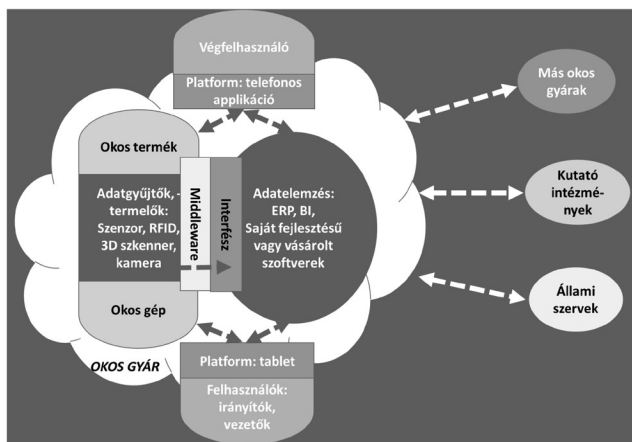 Végfelhasználó
Platform: telefonos
applikáció
Más okos
gyárak
Okos termék
Adatgyűjtők, -
termelők:
Szenzor, RFID,
3D szkenner,
kamera
Middleware
Interfész
Adatelemzés:
ERP, BI,
Saját fejlesztésű
vagy vásárolt
szoftverek
Kutató
intézmé-
nyek
Okos gép
Állami
szervek
OKOS GYÁR
Platform: tablet
Felhasználók:
irányítók,
vezetők